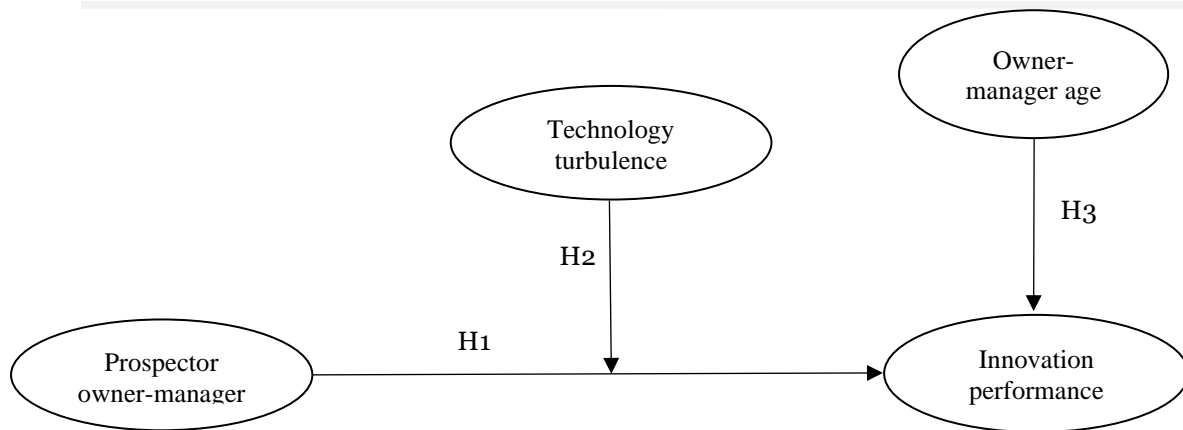 Owner-
manager age
Technology
turbulence
H3
H2
H1
Prospector
owner-manager
Innovation
performance